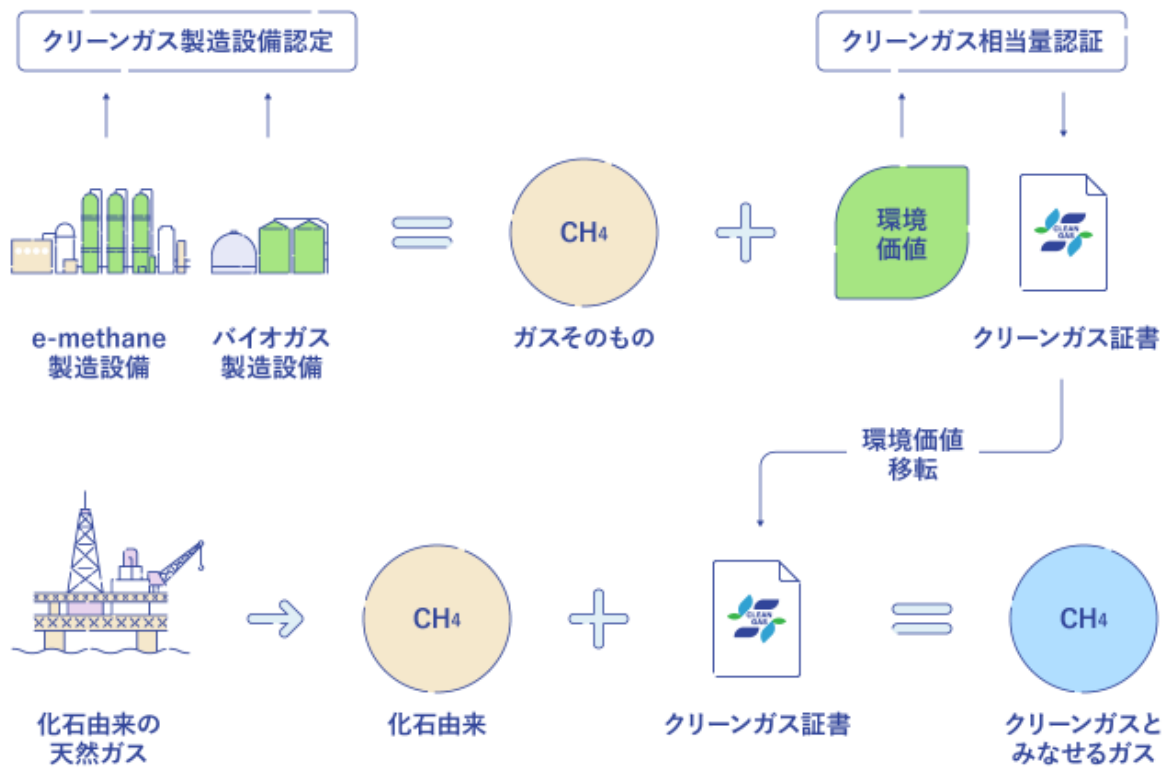 クリーンガス製造設備認定
クリーンガス相当量認証
CH4
環境
価値
CLEAN
GAS
e-methane
製造設備
バイオガス
製造設備
ガスそのもの
クリーンガス証書
環境価値
移転
CH4
CLEAN
GAS
CH4
化石由来の
天然ガス
化石由来
クリーンガス証書
クリーンガスと
みなせるガス